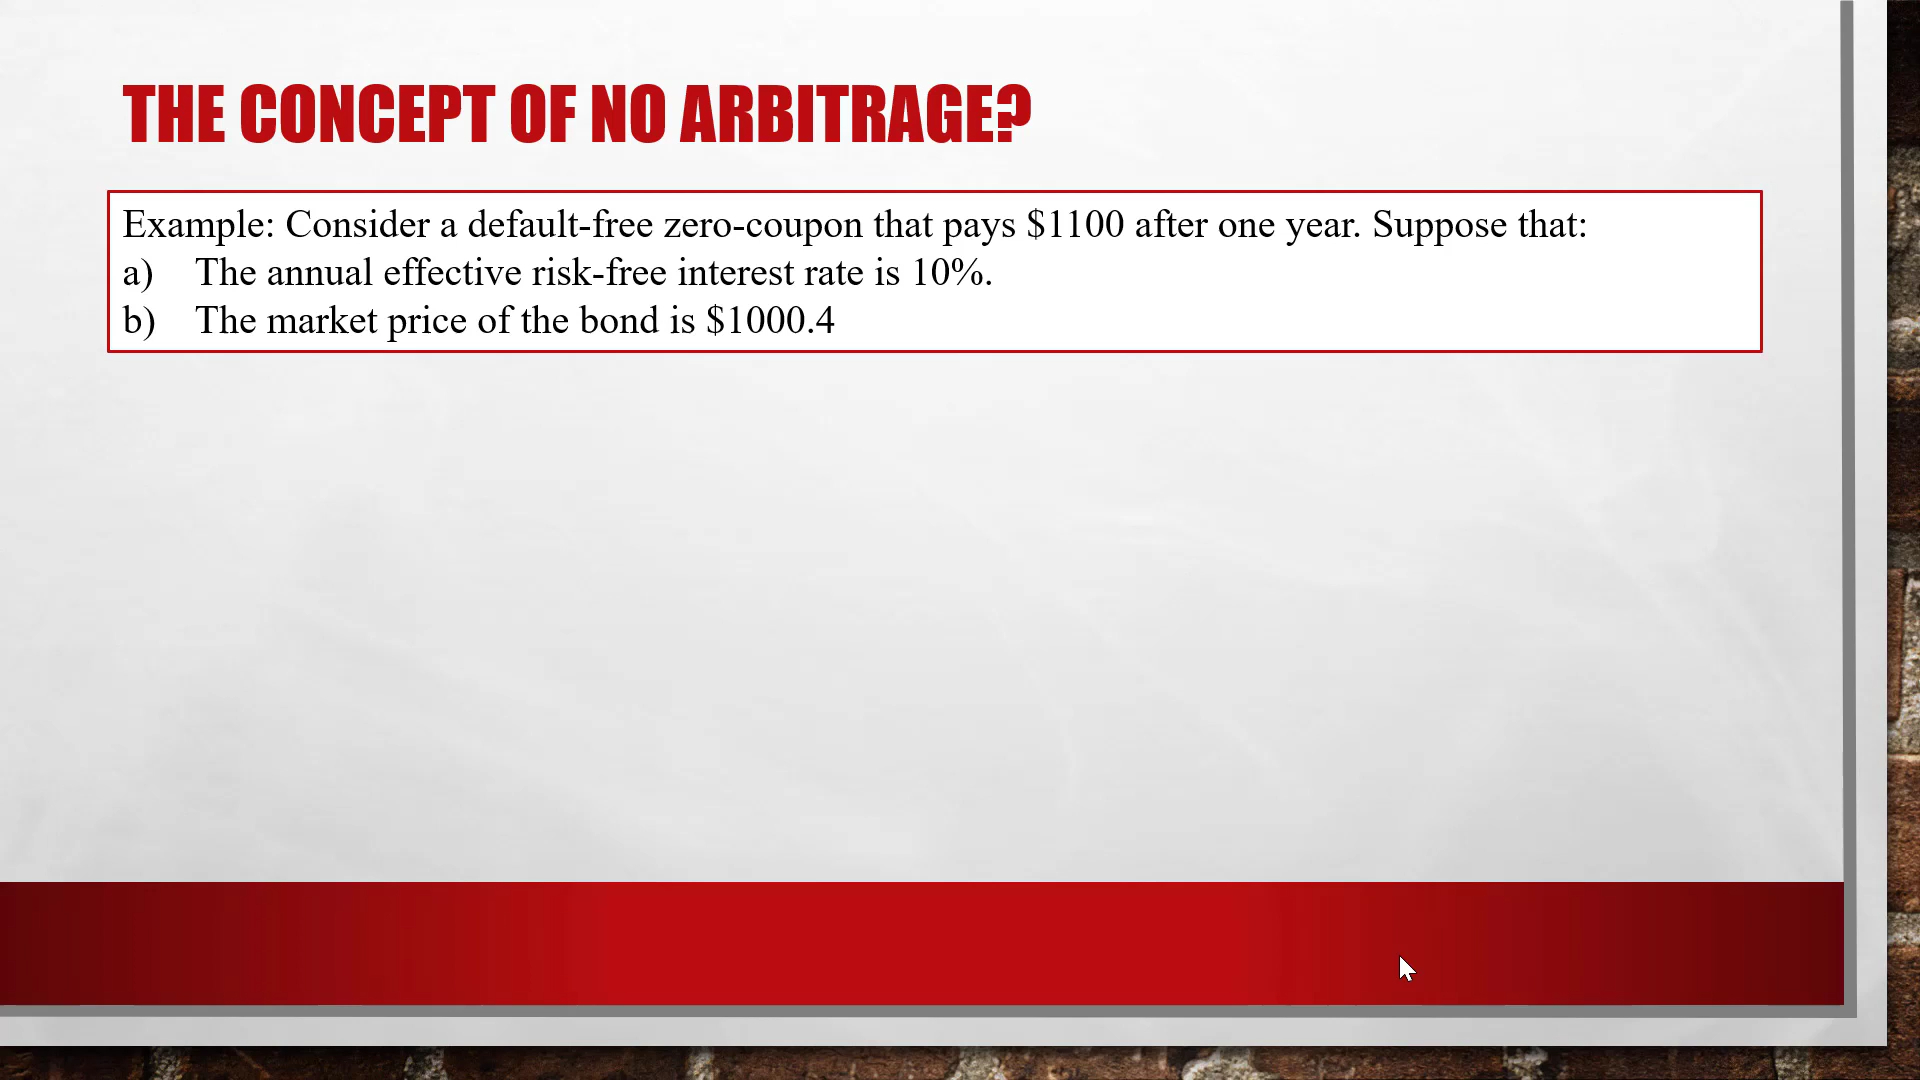 THE CONCEPT OF NO ARBITRAGE?
Example: Consider a default-free zero-coupon that pays $1100 after one year. Suppose that:
a) The annual effective risk-free interest rate is 10%.
b) The market price of the bond is $1000.4